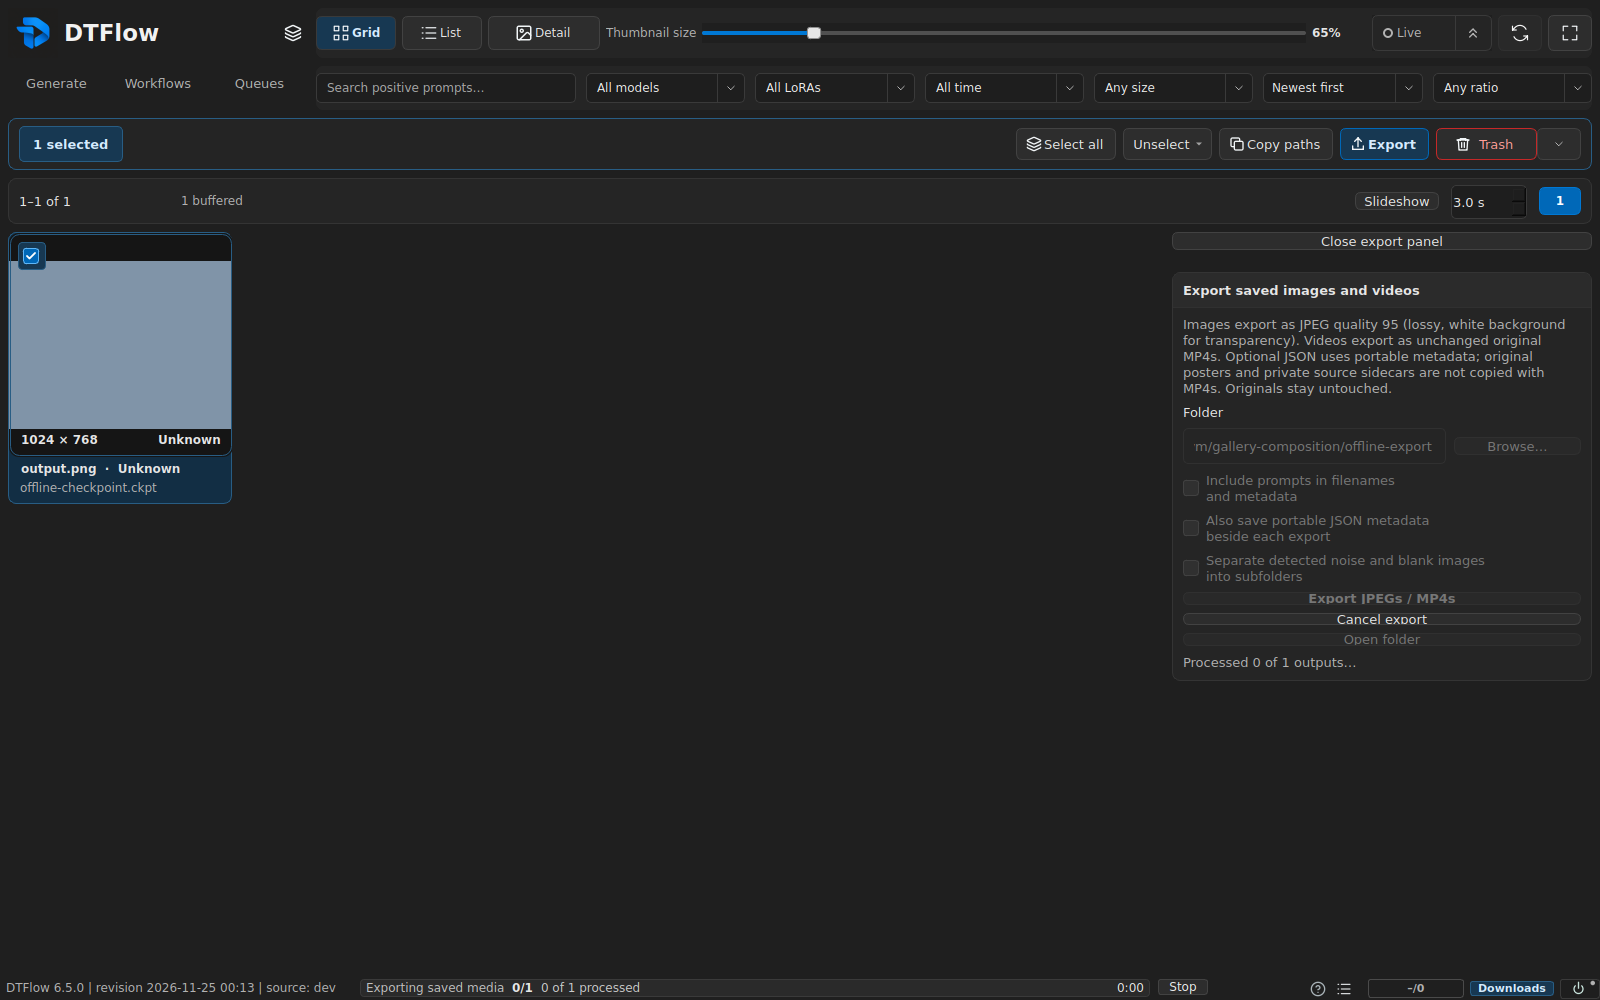 DTFlow
Grid
List
Detail
Thumbnail size
65%
Live
Generate
Workflows
Queues
Search positive prompts...
All models
All LoRAs
All time
Any size
Newest first
Any ratio
1 selected
Select all
Unselect
Copy paths
Export
Trash
1–1 of 1
1 buffered
Slideshow
3.0 s
1
1024 × 768
Unknown
output.png · Unknown
offline-checkpoint.ckpt
Close export panel
Export saved images and videos
Images export as JPEG quality 95 (lossy, white background
for transparency). Videos export as unchanged original
MP4s. Optional JSON uses portable metadata; original
posters and private source sidecars are not copied with
MP4s. Originals stay untouched.
Folder
m/gallery-composition/offline-export
Browse...
Include prompts in filenames
and metadata
Also save portable JSON metadata
beside each export
Separate detected noise and blank images
into subfolders
Export JPEGs / MP4s
Cancel export
Open folder
Processed 0 of 1 outputs...
DTFlow 6.5.0 | revision 2026-11-25 00:13 | source: dev
Exporting saved media 0/1 0 of 1 processed
0:00
Stop
–/0
Downloads